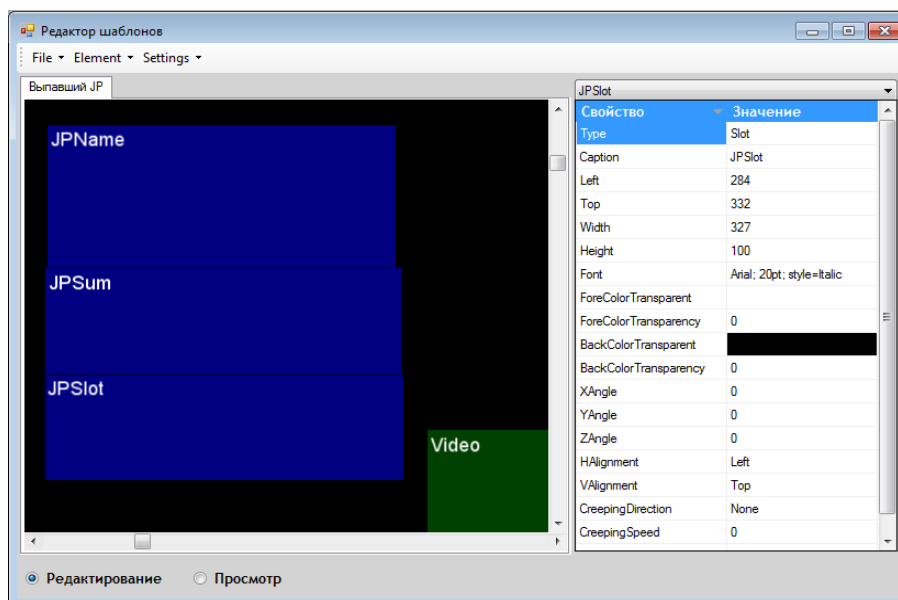 Редактор шаблонов
File Element Settings
Выпавший JP
JPName
JPSum
JPSlot
Video
JPSlot
Свойство Значение
Type Slot
Caption JPSlot
Left 284
Top 332
Width 327
Height 100
Font Arial; 20pt; style=Italic
ForeColorTransparent
ForeColorTransparency 0
BackColorTransparent
BackColorTransparency 0
XAngle 0
YAngle 0
ZAngle 0
HAlignment Left
VAlignment Top
CreepingDirection None
CreepingSpeed 0
Редактирование Просмотр